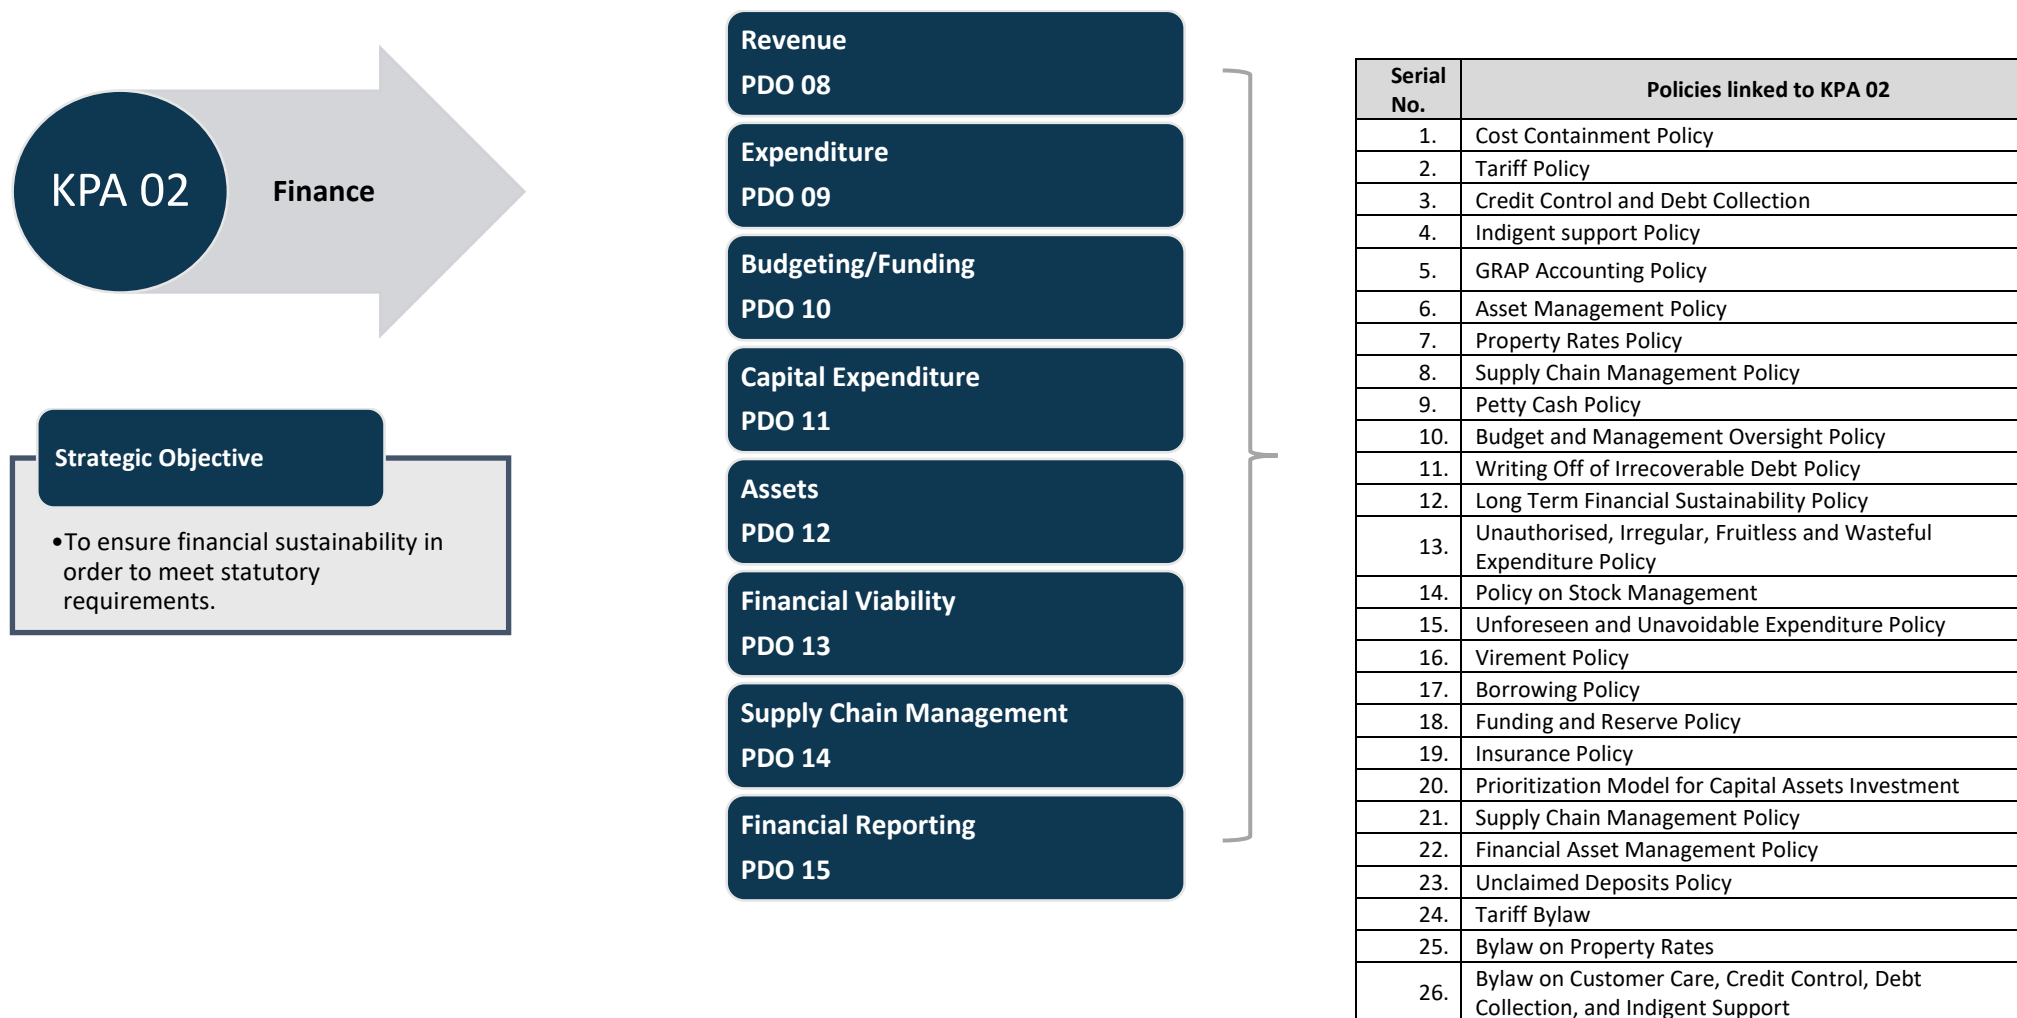 KPA 02
Finance
Strategic Objective
•To ensure financial sustainability in
order to meet statutory
requirements.
Revenue
PDO 08
Expenditure
PDO 09
Budgeting/Funding
PDO 10
Capital Expenditure
PDO 11
Assets
PDO 12
Financial Viability
PDO 13
Supply Chain Management
PDO 14
Financial Reporting
PDO 15
Serial No. Policies linked to KPA 02
1. Cost Containment Policy
2. Tariff Policy
3. Credit Control and Debt Collection
4. Indigent support Policy
5. GRAP Accounting Policy
6. Asset Management Policy
7. Property Rates Policy
8. Supply Chain Management Policy
9. Petty Cash Policy
10. Budget and Management Oversight Policy
11. Writing Off of Irrecoverable Debt Policy
12. Long Term Financial Sustainability Policy
13. Unauthorised, Irregular, Fruitless and Wasteful
Expenditure Policy
14. Policy on Stock Management
15. Unforeseen and Unavoidable Expenditure Policy
16. Virement Policy
17. Borrowing Policy
18. Funding and Reserve Policy
19. Insurance Policy
20. Prioritization Model for Capital Assets Investment
21. Supply Chain Management Policy
22. Financial Asset Management Policy
23. Unclaimed Deposits Policy
24. Tariff Bylaw
25. Bylaw on Property Rates
26. Bylaw on Customer Care, Credit Control, Debt
Collection, and Indigent Support